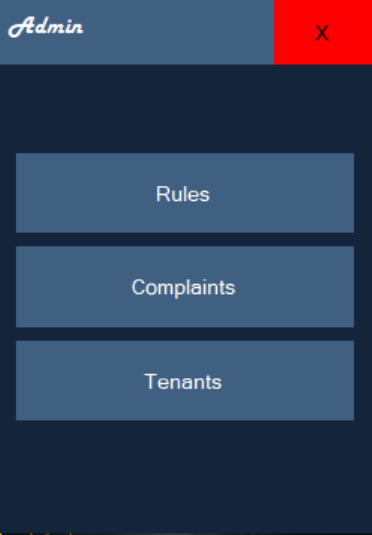 Admin
X
Rules
Complaints
Tenants